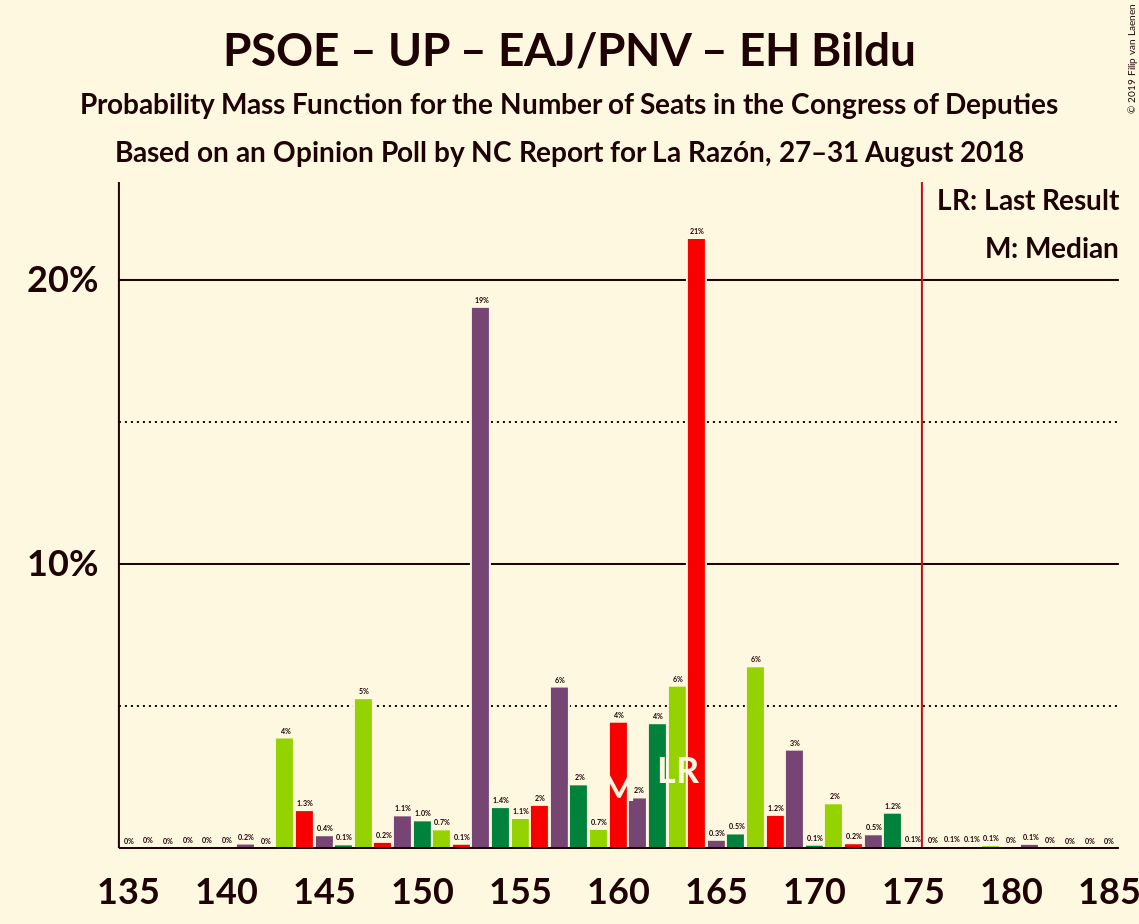 PSOE – UP – EAJ/PNV – EH Bildu
Probability Mass Function for the Number of Seats in the Congress of Deputies
Based on an Opinion Poll by NC Report for La Razón, 27–31 August 2018
© 2019 Filip van Laenen
LR: Last Result
M: Median
20%
10%
0% 0% 0% 0% 0% 0% 0.2% 0% 4% 1.3% 0.4% 0.1% 5% 0.2% 1.1% 1.0% 0.7% 0.1% 19% 1.4% 1.1% 2% 6% 2% 0.7% 4% 2% 4% 6% 21% 0.3% 0.5% 6% 1.2% 3% 0.1% 2% 0.2% 0.5% 1.2% 0.1% 0% 0.1% 0.1% 0.1% 0% 0.1% 0% 0% 0% 0%
M
LR
135 140 145 150 155 160 165 170 175 180 185